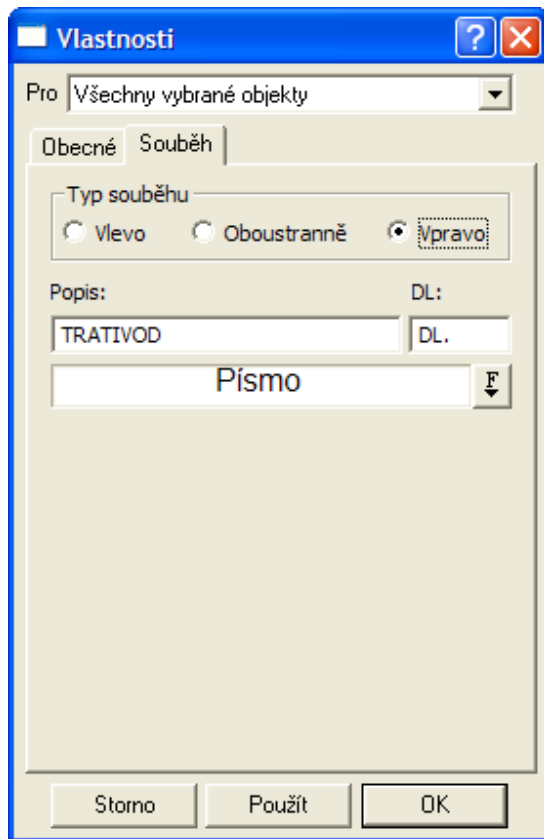 Vlastnosti
Pro Všechny vybrané objekty
Obecné Souběh
Typ souběhu
Vlevo Oboustranně Vpravo
Popis: DL:
TRATIVOD DL.
Písmo F
Storno Použít OK